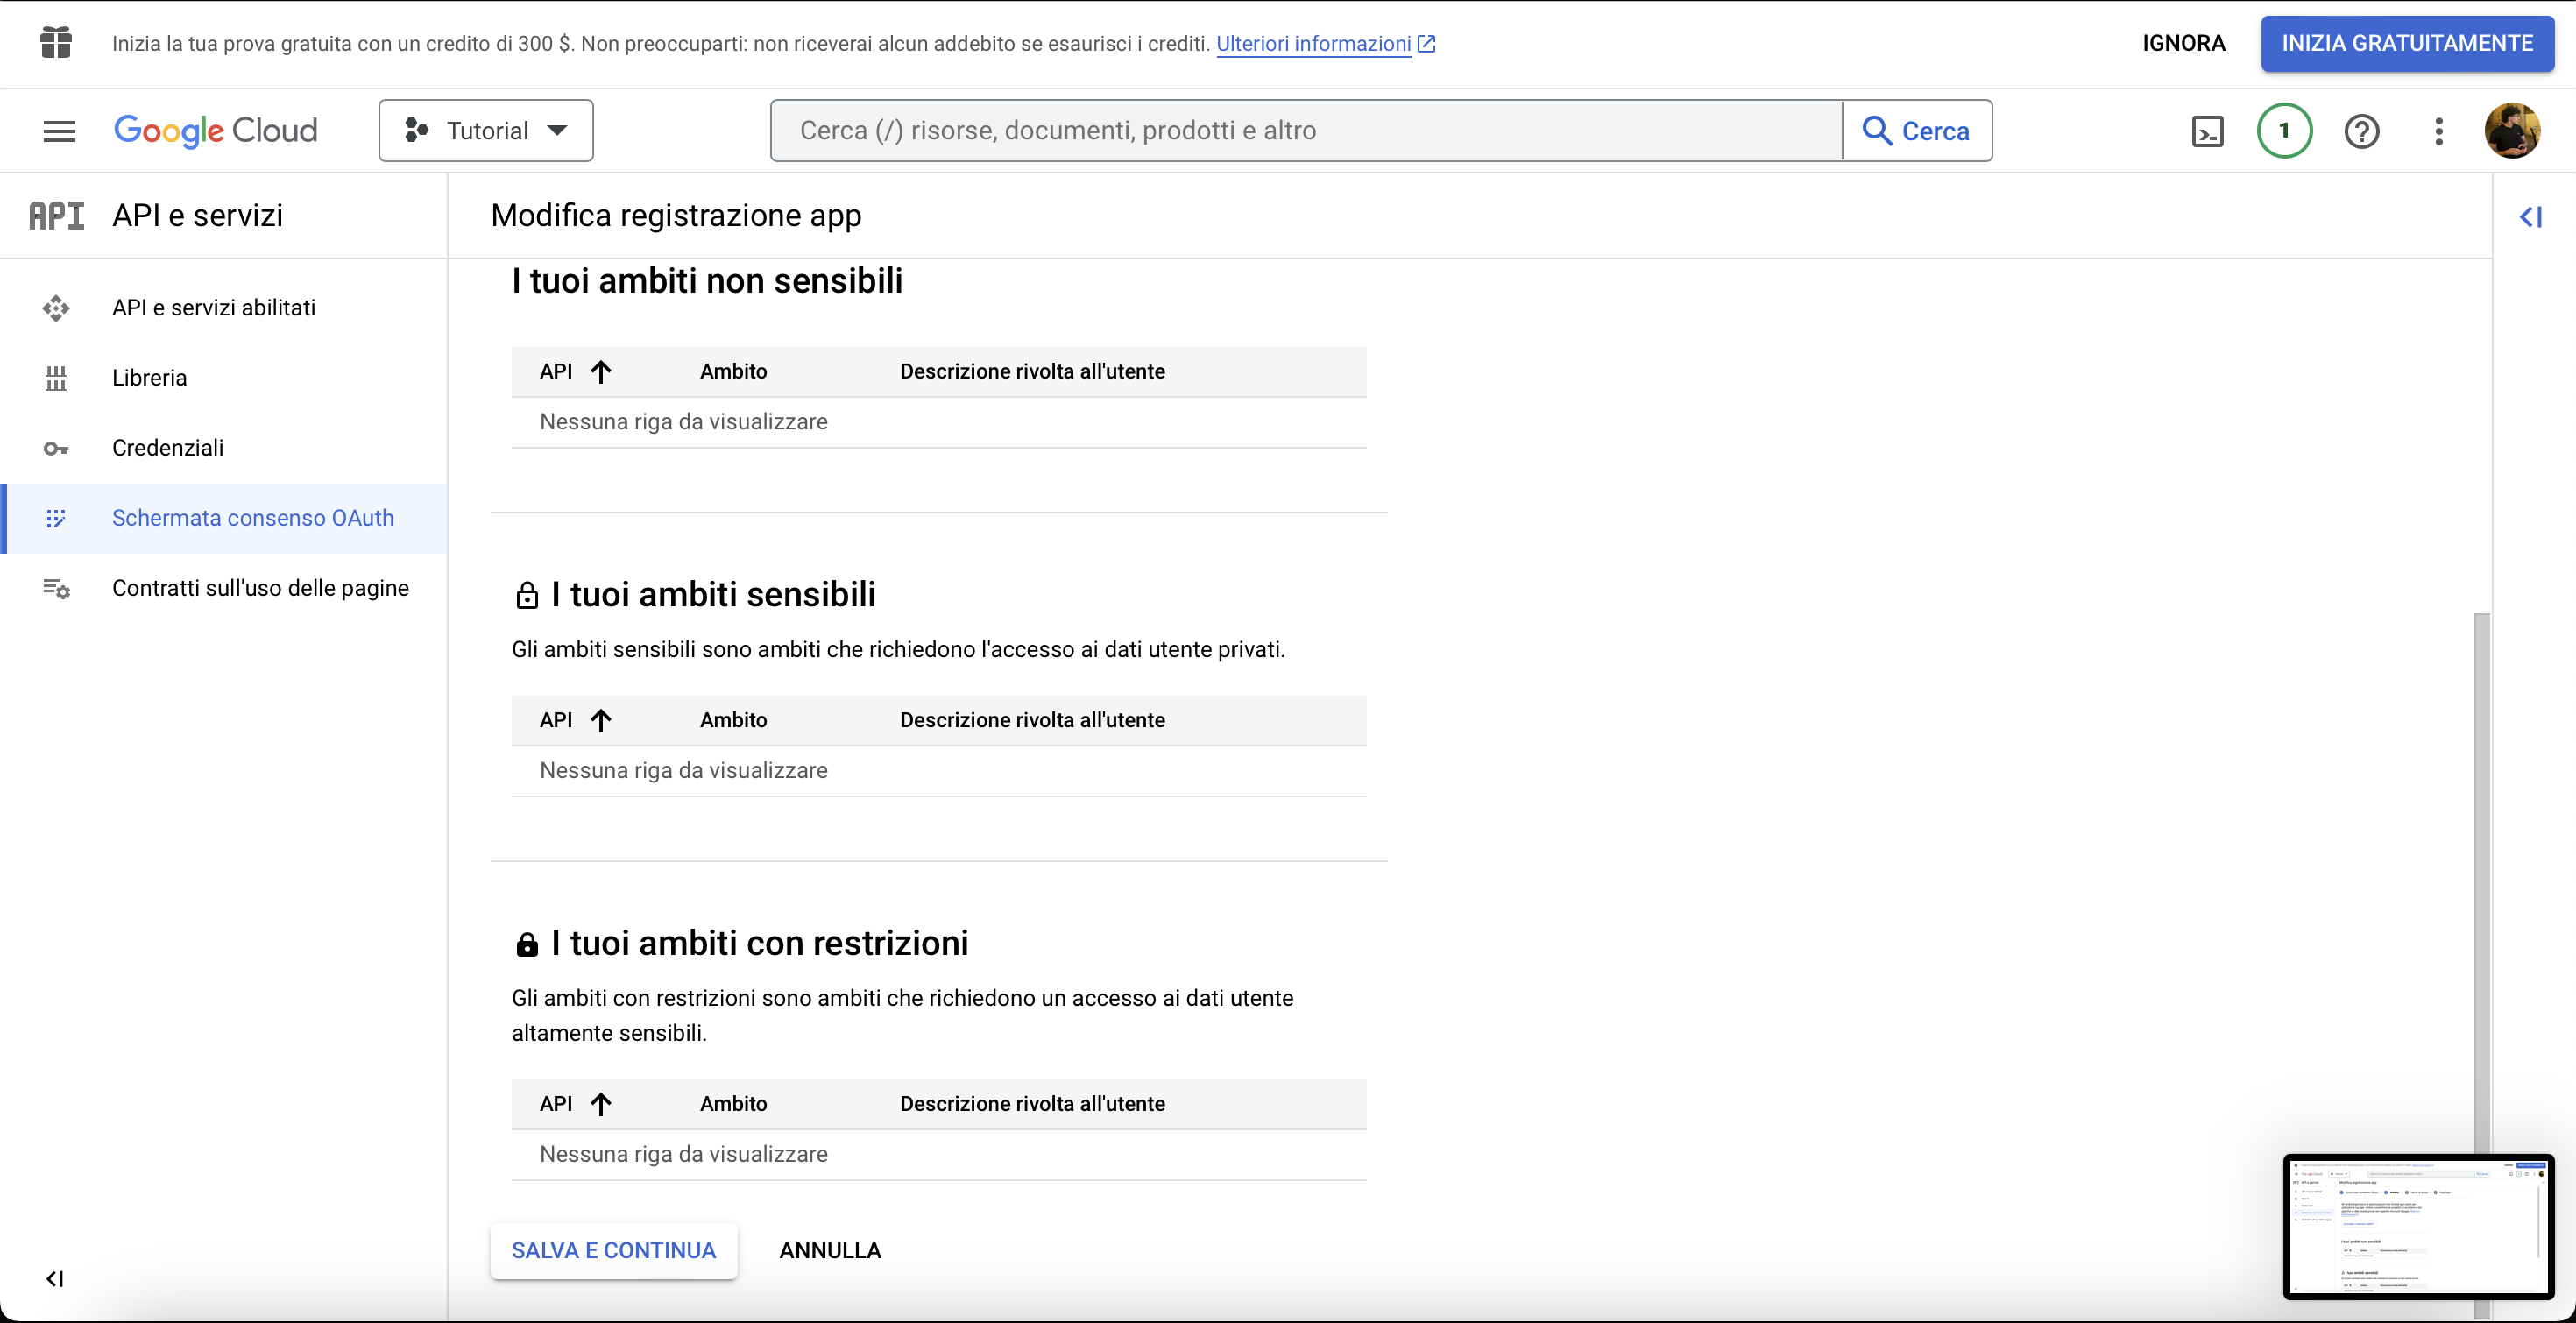 Inizia la tua prova gratuita con un credito di 300 $. Non preoccuparti: non riceverai alcun addebito se esaurisci i crediti. Ulteriori informazioni
IGNORA
INIZIA GRATUITAMENTE
Google Cloud
Tutorial
Cerca (/) risorse, documenti, prodotti e altro
Cerca
1
API
API e servizi
Modifica registrazione app
API e servizi abilitati
Libreria
Credenziali
Schermata consenso OAuth
Contratti sull'uso delle pagine
I tuoi ambiti non sensibili
API Ambito Descrizione rivolta all'utente
Nessuna riga da visualizzare
I tuoi ambiti sensibili
Gli ambiti sensibili sono ambiti che richiedono l'accesso ai dati utente privati.
API Ambito Descrizione rivolta all'utente
Nessuna riga da visualizzare
I tuoi ambiti con restrizioni
Gli ambiti con restrizioni sono ambiti che richiedono un accesso ai dati utente
altamente sensibili.
API Ambito Descrizione rivolta all'utente
Nessuna riga da visualizzare
SALVA E CONTINUA
ANNULLA